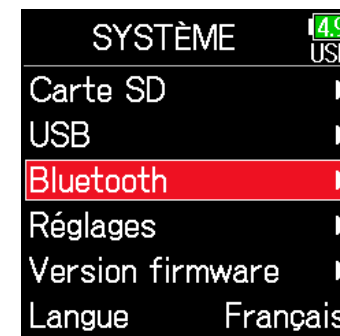 SYSTÈME
Carte SD
USB
Bluetooth
Réglages
Version firmware
Langue Français